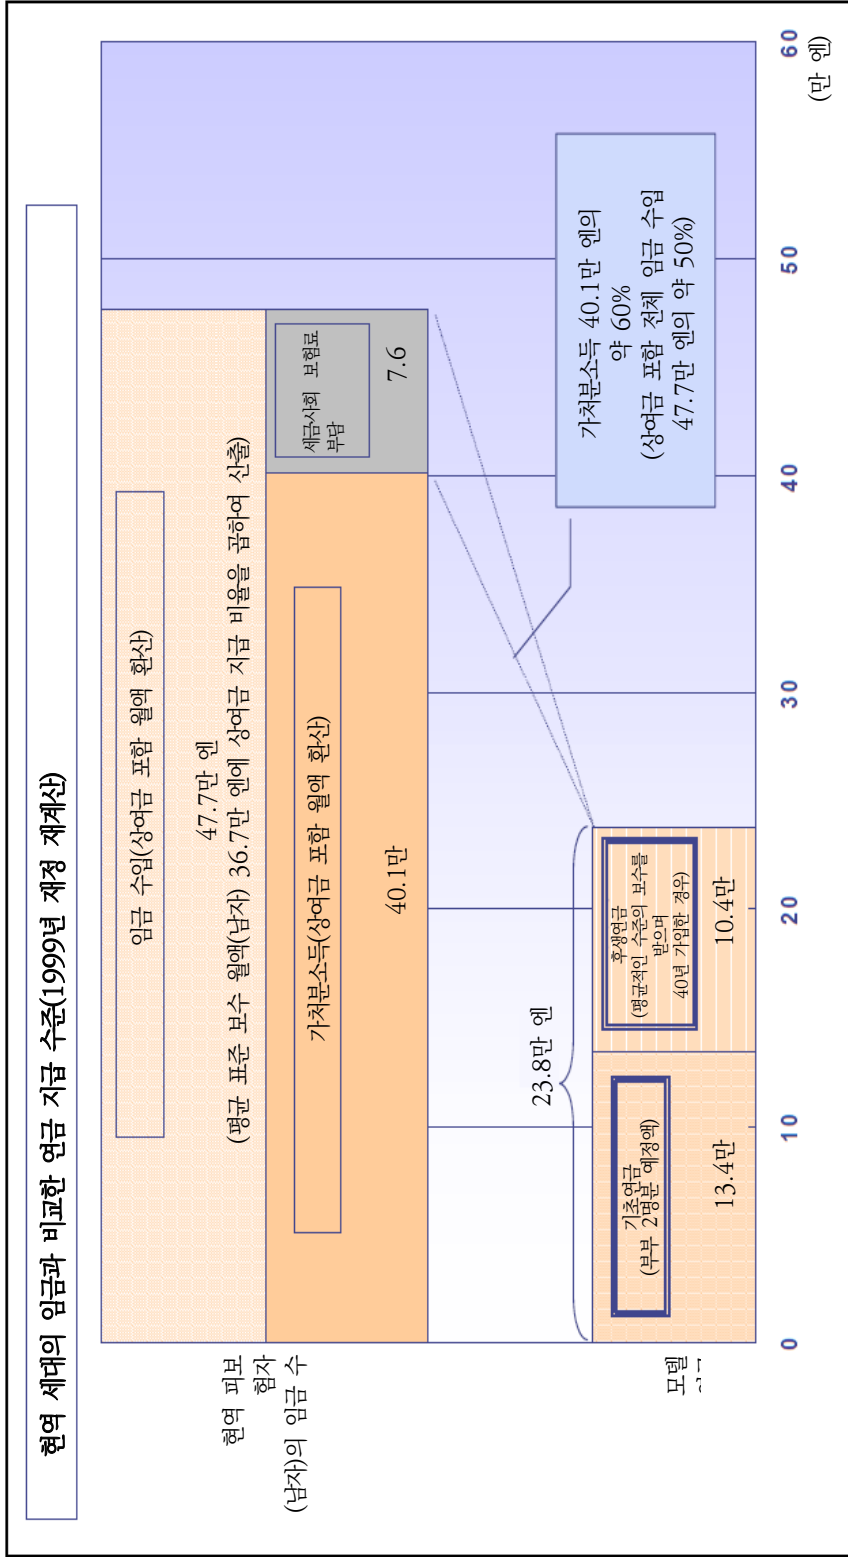 현역 세대의 임금과 비교한 연금 지급 수준(1999년 재정 재계산)
임금 수입(상여금 포함 월액 환산)
47.7만 엔
(평균 표준 보수 월액(남자) 36.7만 엔에 상여금 지급 비율을 곱하여 산출)
현역 피보
험자
(남자)의 임금 수
가처분소득(상여금 포함 월액 환산)
40.1만
세금사회 보험료
부담
7.6
가처분소득 40.1만 엔의
약 60%
(상여금 포함 전체 임금 수입
47.7만 엔의 약 50%)
23.8만 엔
모델
기초연금
(부부 2명분 예정액)
13.4만
후생연금
(평균적인 수준의 보수를
받으며
40년 가입한 경우)
10.4만
0 10 20 30 40 50 60
(만 엔)